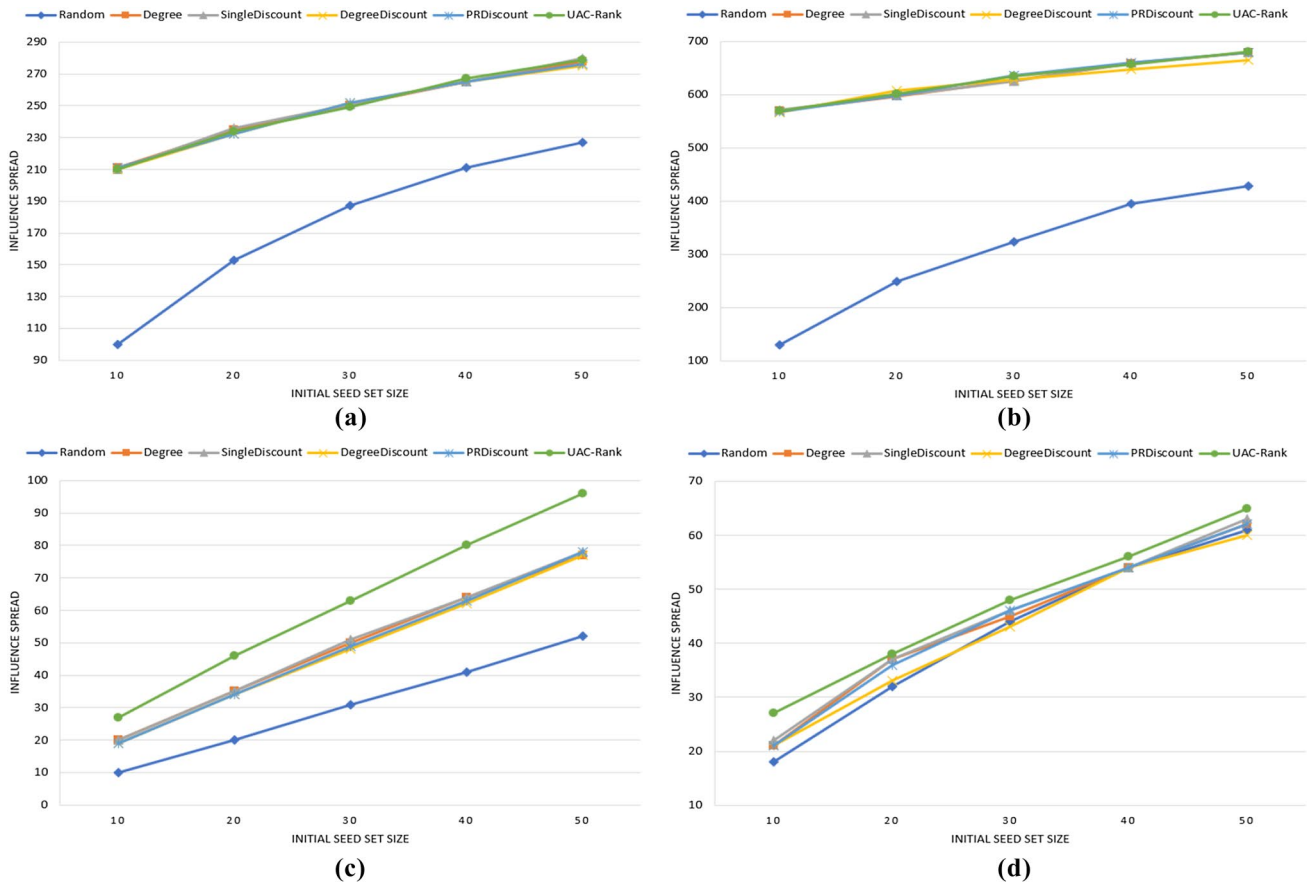 Random Degree SingleDiscount DegreeDiscount PRDiscount UAC-Rank
290
270
250
230
210
190
170
150
130
110
90
INFLUENCE SPREAD
10 20 30 40 50
INITIAL SEED SET SIZE
(a)
Random Degree SingleDiscount DegreeDiscount PRDiscount UAC-Rank
700
600
500
400
300
200
100
INFLUENCE SPREAD
10 20 30 40 50
INITIAL SEED SET SIZE
(b)
Random Degree SingleDiscount DegreeDiscount PRDiscount UAC-Rank
100
90
80
70
60
50
40
30
20
10
0
INFLUENCE SPREAD
10 20 30 40 50
INITIAL SEED SET SIZE
(c)
Random Degree SingleDiscount DegreeDiscount PRDiscount UAC-Rank
70
60
50
40
30
20
10
INFLUENCE SPREAD
10 20 30 40 50
INITIAL SEED SET SIZE
(d)